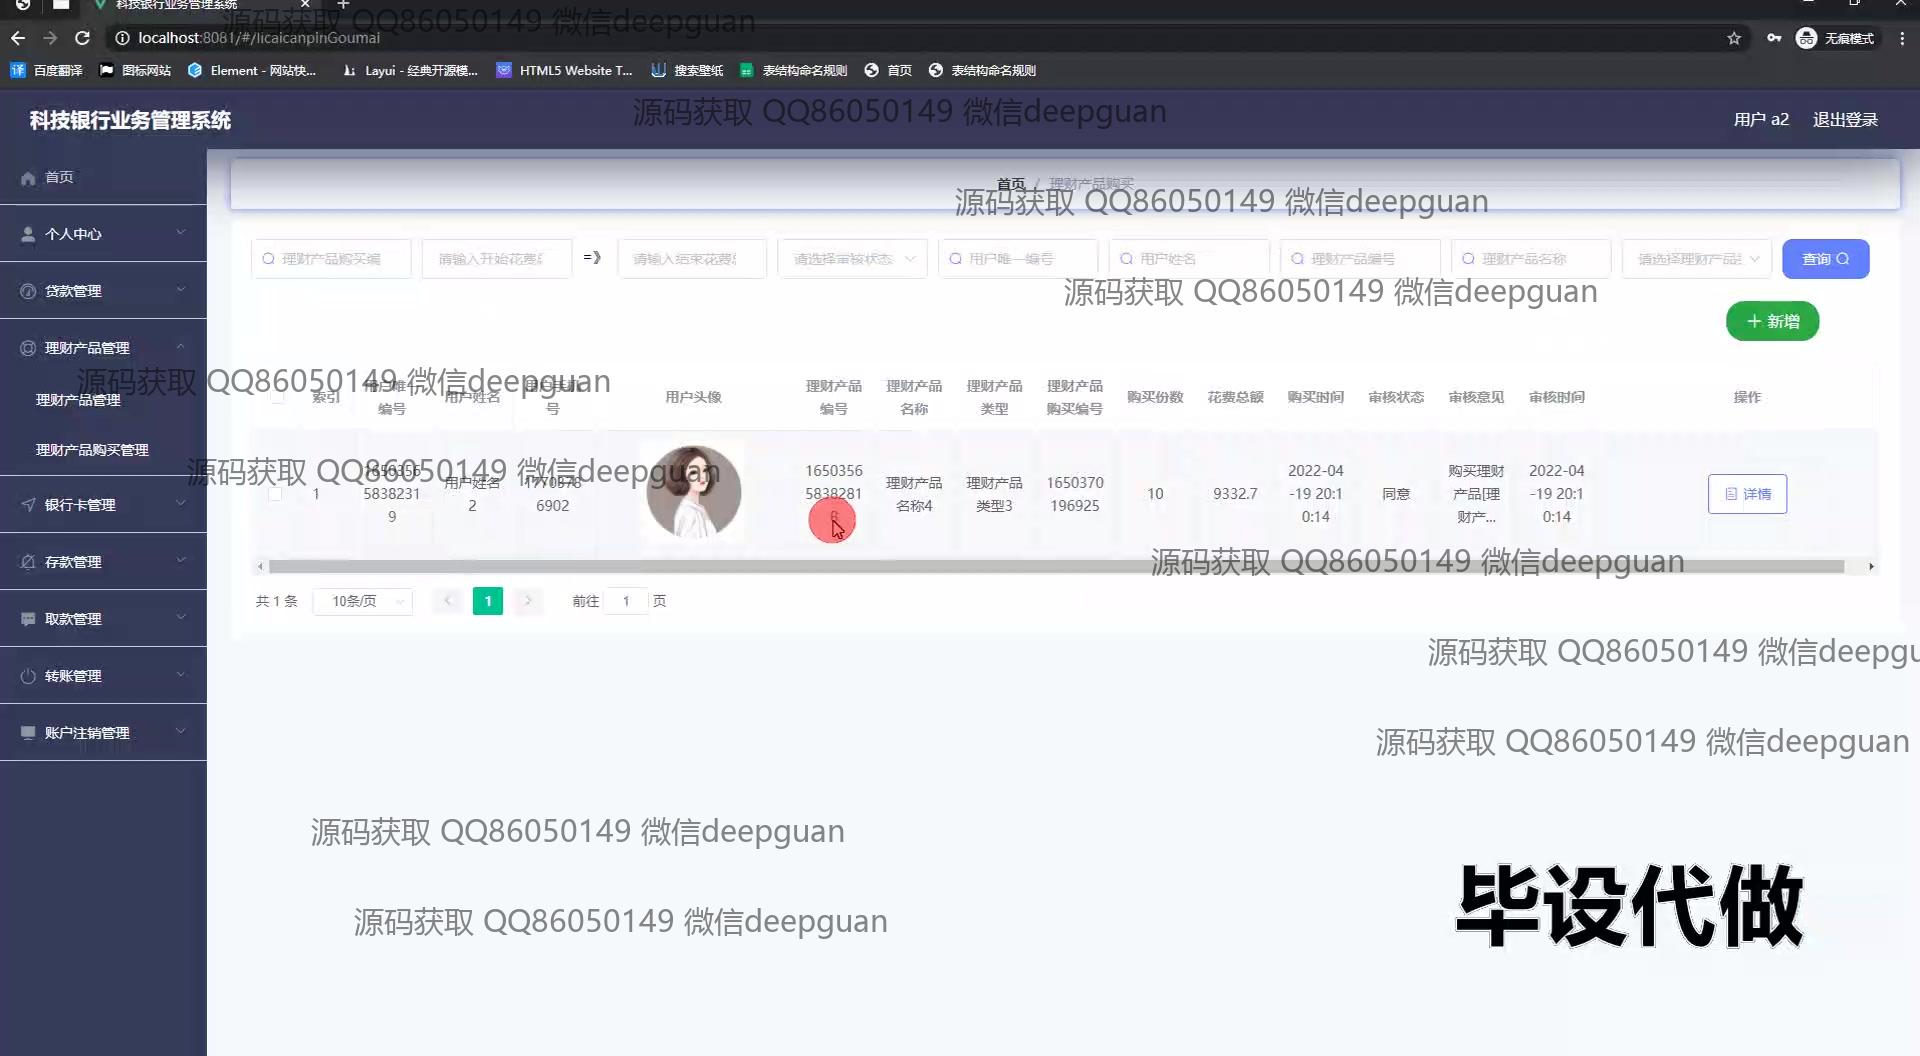 科技银行业务管理系统
源码获取 QQ86050149 微信deepguan
localhost:8081/#/licaicanpinGoumai
无痕模式
百度翻译
图标网站
Element - 网站快...
Layui - 经典开源模...
HTML5 Website T...
搜索壁纸
表结构命名规则
首页
表结构命名规则
源码获取 QQ86050149 微信deepguan
科技银行业务管理系统
用户 a2
退出登录
首页
个人中心
贷款管理
理财产品管理
理财产品管理
理财产品购买管理
银行卡管理
存款管理
取款管理
转账管理
账户注销管理
首页 / 理财产品购买
源码获取 QQ86050149 微信deepguan
理财产品购买编
请输入开始花费
=》
请输入结束花费
请选择审核状态
用户唯一编号
用户姓名
理财产品编号
理财产品名称
请选择理财产品
查询
源码获取 QQ86050149 微信deepguan
+ 新增
源码获取 QQ86050149 微信deepguan
索引
编号
用户姓名
号
用户头像
理财产品
编号
理财产品
名称
理财产品
类型
理财产品
购买编号
购买份数
花费总额
购买时间
审核状态
审核意见
审核时间
操作
源码获取 QQ86050149 微信deepguan
1
1650356
5838231
9
用户姓名
2
1770378
6902
1650356
5838281
理财产品
名称4
理财产品
类型3
1650370
196925
10
9332.7
2022-04
-19 20:1
0:14
同意
购买理财
产品[理
财产...
2022-04
-19 20:1
0:14
详情
源码获取 QQ86050149 微信deepguan
共 1 条
10条/页
1
前往 1 页
源码获取 QQ86050149 微信deepgu
源码获取 QQ86050149 微信deepguan
源码获取 QQ86050149 微信deepguan
毕设代做
源码获取 QQ86050149 微信deepguan